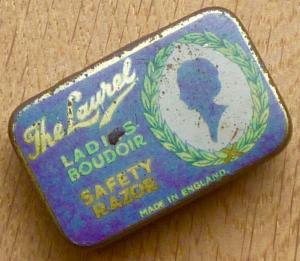 The Laurel
LADIES
BOUDOIR
SAFETY
RAZOR
MADE IN ENGLAND.